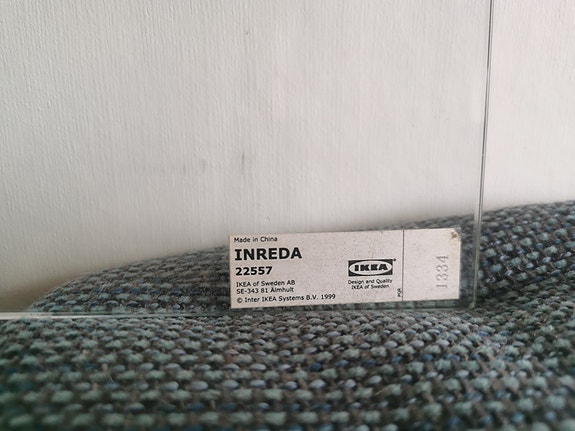 Made in China
INREDA
22557
IKEA of Sweden AB
SE-343 81 Älmhult
© Inter IKEA Systems B.V. 1999
IKEA
Design and Quality
IKEA of Sweden
PQR
1334